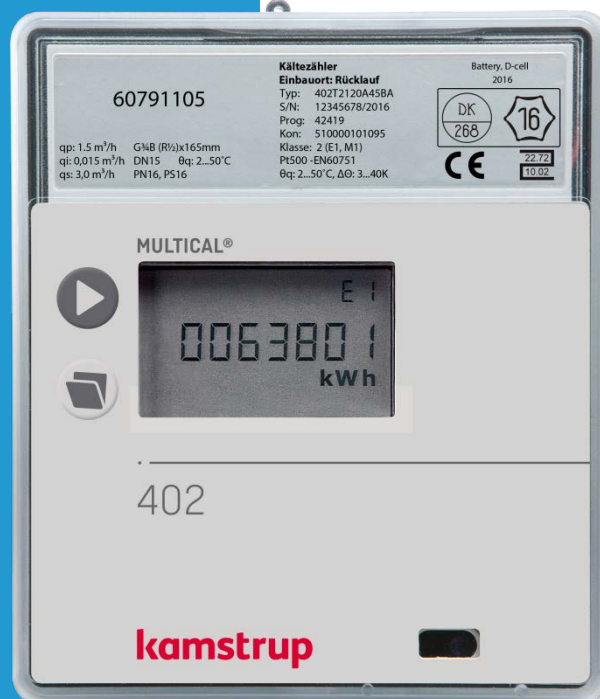 60791105
qp: 1.5 m³/h G¾B (R½)x165mm
qi: 0,015 m³/h DN15 θq: 2...50°C
qs: 3,0 m³/h PN16, PS16
Kältezähler
Einbauort: Rücklauf
Typ: 402T2120A45BA
S/N: 12345678/2016
Prog: 42419
Kon: 510000101095
Klasse: 2 (E1, M1)
Pt500 -EN60751
θq: 2...50°C, ΔΘ: 3...40K
Battery, D-cell
2016
DK
268
16
CE
22.72
10.02
MULTICAL®
E1
0063801
kWh
402
kamstrup